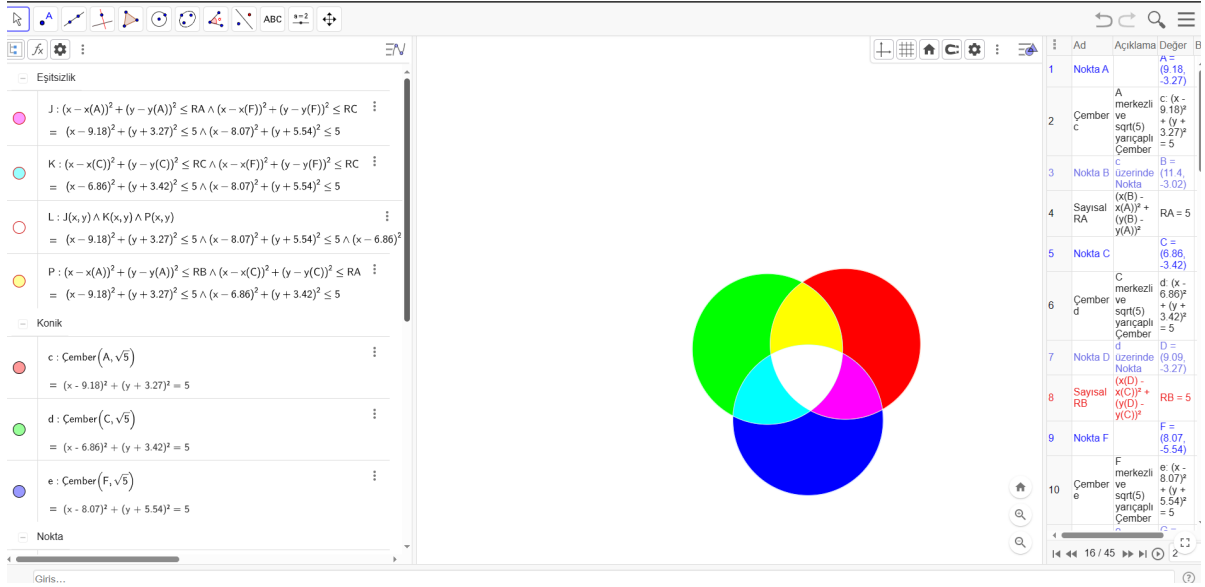 ABC
a=2
fx
Eşitsizlik
J : (x − x(A))² + (y − y(A))² ≤ RA ∧ (x − x(F))² + (y − y(F))² ≤ RC
= (x − 9.18)² + (y + 3.27)² ≤ 5 ∧ (x − 8.07)² + (y + 5.54)² ≤ 5
K : (x − x(C))² + (y − y(C))² ≤ RC ∧ (x − x(F))² + (y − y(F))² ≤ RC
= (x − 6.86)² + (y + 3.42)² ≤ 5 ∧ (x − 8.07)² + (y + 5.54)² ≤ 5
L : J(x, y) ∧ K(x, y) ∧ P(x, y)
= (x − 9.18)² + (y + 3.27)² ≤ 5 ∧ (x − 8.07)² + (y + 5.54)² ≤ 5 ∧ (x − 6.86)²
P : (x − x(A))² + (y − y(A))² ≤ RB ∧ (x − x(C))² + (y − y(C))² ≤ RA
= (x − 9.18)² + (y + 3.27)² ≤ 5 ∧ (x − 6.86)² + (y + 3.42)² ≤ 5
Konik
c : Çember(A, √5)
= (x - 9.18)² + (y + 3.27)² = 5
d : Çember(C, √5)
= (x - 6.86)² + (y + 3.42)² = 5
e : Çember(F, √5)
= (x - 8.07)² + (y + 5.54)² = 5
Nokta
Giriş...
Ad Açıklama Değer B
1 Nokta A
A =
(9.18,
-3.27)
2
Çember
c
A
merkezli
ve
sqrt(5)
yarıçaplı
Çember
c: (x -
9.18)²
+ (y +
3.27)²
= 5
3 Nokta B
c
üzerinde
Nokta
B =
(11.4,
-3.02)
4
Sayısal
RA
(x(B) -
x(A))² +
(y(B) -
y(A))²
RA = 5
5 Nokta C
C =
(6.86,
-3.42)
6
Çember
d
C
merkezli
ve
sqrt(5)
yarıçaplı
Çember
d: (x -
6.86)²
+ (y +
3.42)²
= 5
7 Nokta D
d
üzerinde
Nokta
D =
(9.09,
-3.27)
8
Sayısal
RB
(x(D) -
x(C))² +
(y(D) -
y(C))²
RB = 5
9 Nokta F
F =
(8.07,
-5.54)
10
Çember
e
F
merkezli
ve
sqrt(5)
yarıçaplı
Çember
e: (x -
8.07)²
+ (y +
5.54)²
= 5
16 / 45
2